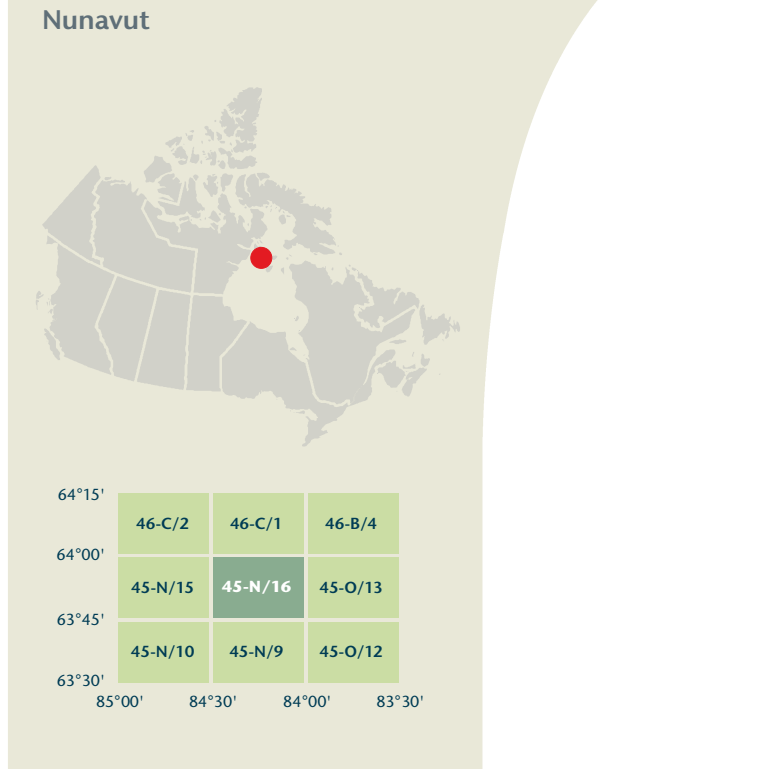 Nunavut
64°15'
46-C/2 46-C/1 46-B/4
64°00'
45-N/15 45-N/16 45-O/13
63°45'
45-N/10 45-N/9 45-O/12
63°30'
85°00' 84°30' 84°00' 83°30'